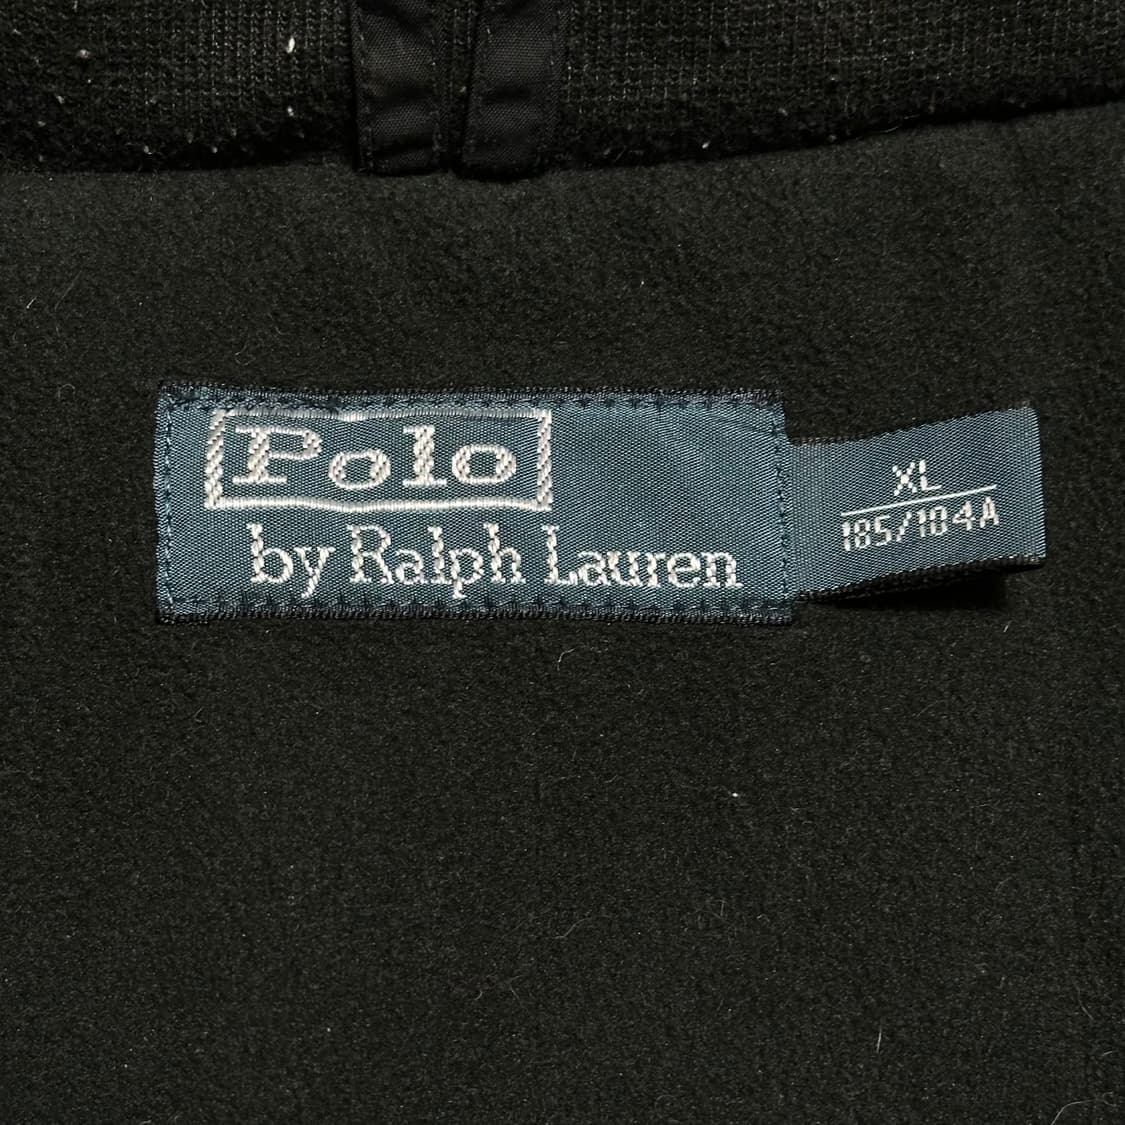 Polo
by Ralph Lauren
XL
185/104A